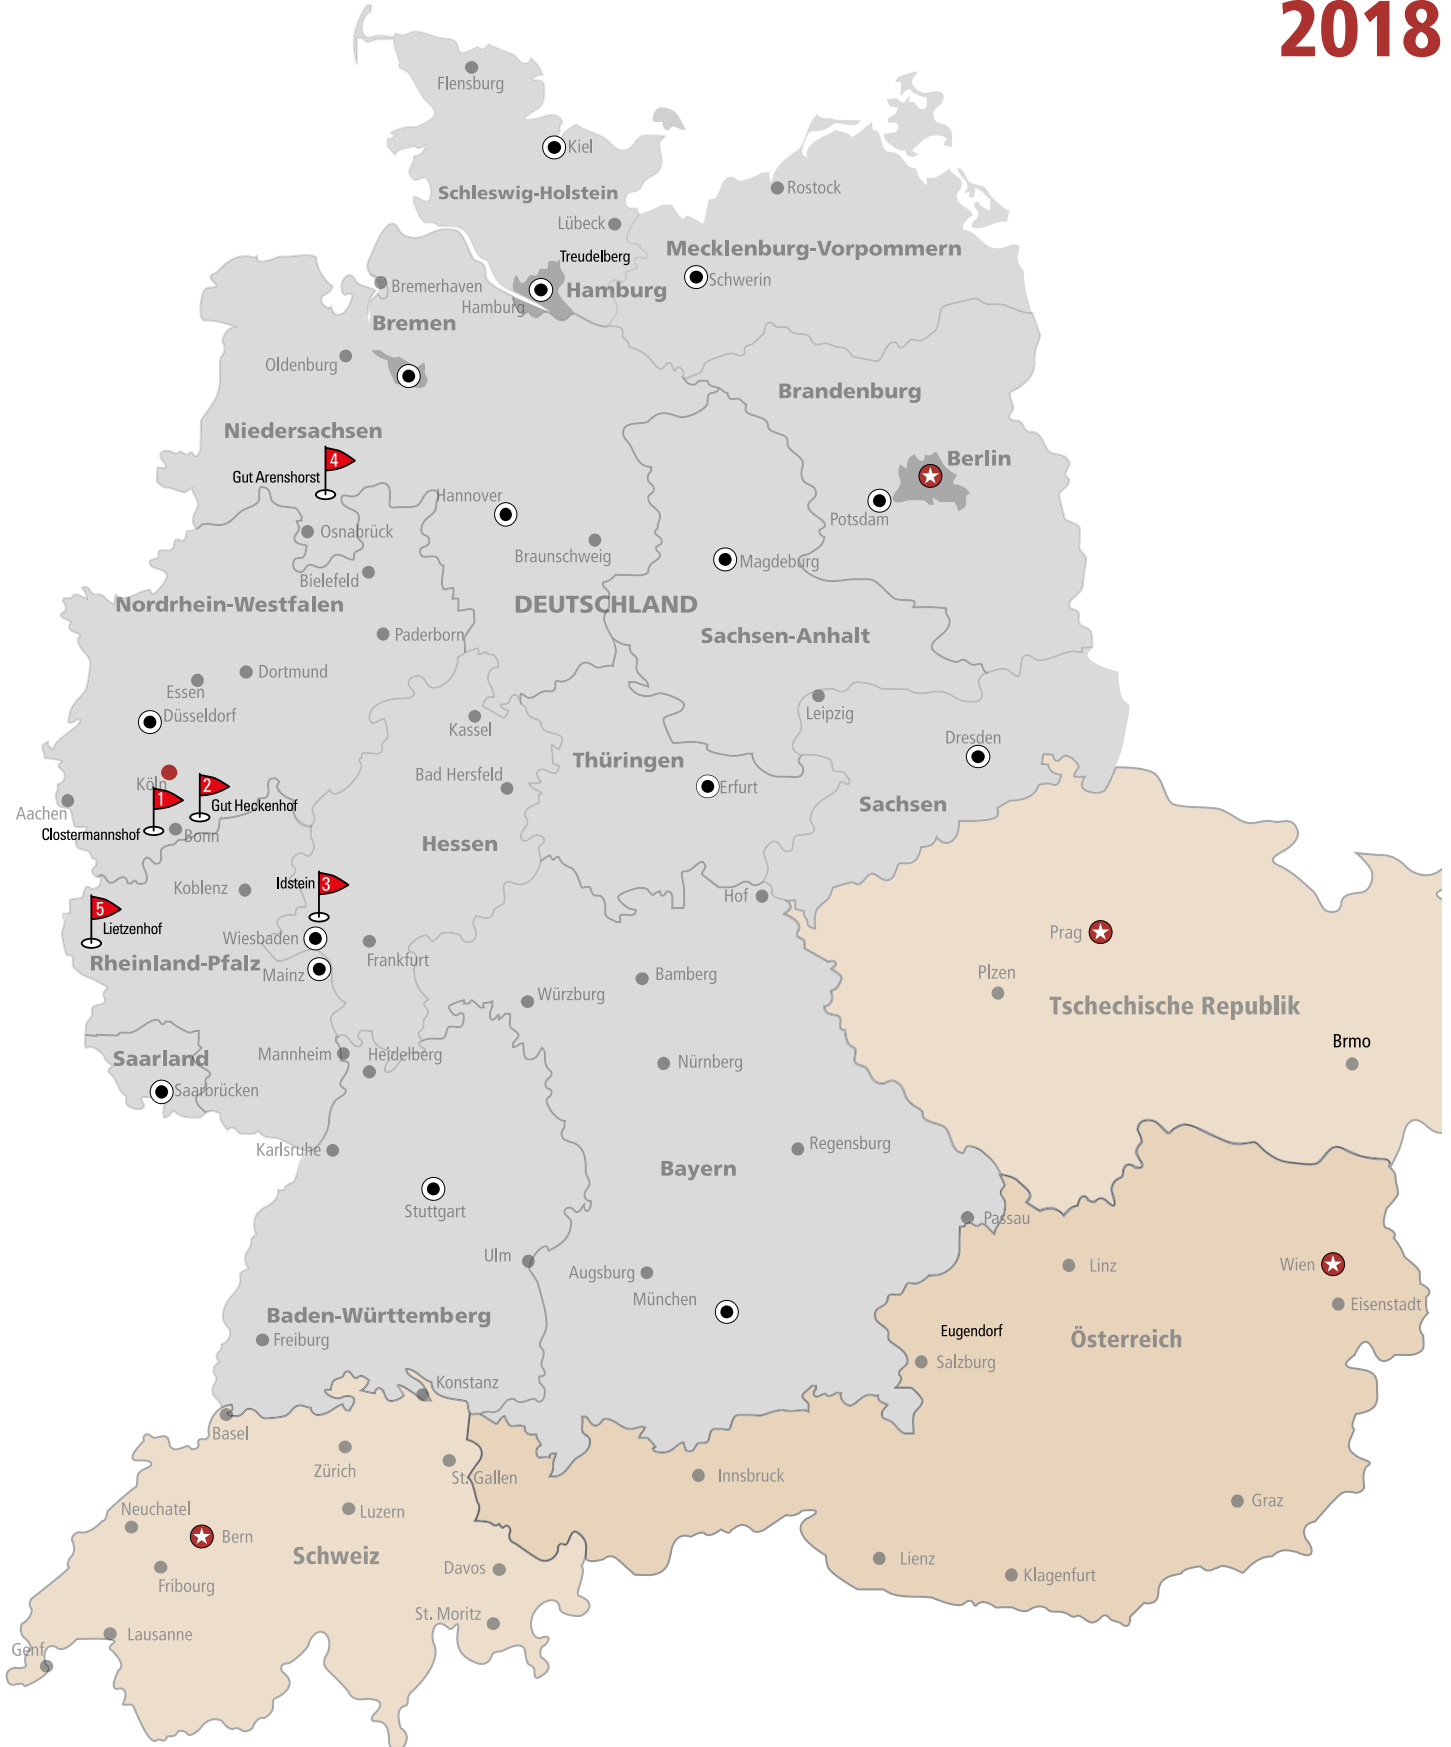 2018
Flensburg
Kiel
Schleswig-Holstein
Rostock
Lübeck
Mecklenburg-Vorpommern
Treudelberg
Schwerin
Bremerhaven
Hamburg
Hamburg
Bremen
Oldenburg
Brandenburg
Niedersachsen
4
Berlin
Gut Arenshorst
Hannover
Potsdam
Osnabrück
Braunschweig
Magdeburg
Bielefeld
Nordrhein-Westfalen
DEUTSCHLAND
Paderborn
Sachsen-Anhalt
Dortmund
Essen
Düsseldorf
Leipzig
Kassel
Dresden
Thüringen
Bad Hersfeld
Köln
2
Erfurt
1
Gut Heckenhof
Sachsen
Aachen
Clostermannshof
Bonn
Hessen
Idstein
3
Koblenz
Hof
5
Lietzenhof
Wiesbaden
Prag
Frankfurt
Rheinland-Pfalz
Mainz
Bamberg
Plzen
Würzburg
Tschechische Republik
Brmo
Saarland
Mannheim
Heidelberg
Nürnberg
Saarbrücken
Karlsruhe
Regensburg
Bayern
Stuttgart
Passau
Ulm
Augsburg
Linz
Wien
München
Eisenstadt
Baden-Württemberg
Eugendorf
Österreich
Freiburg
Salzburg
Konstanz
Basel
Zürich
St. Gallen
Innsbruck
Neuchatel
Luzern
Graz
Bern
Schweiz
Lienz
Davos
Klagenfurt
Fribourg
St. Moritz
Lausanne
Genf